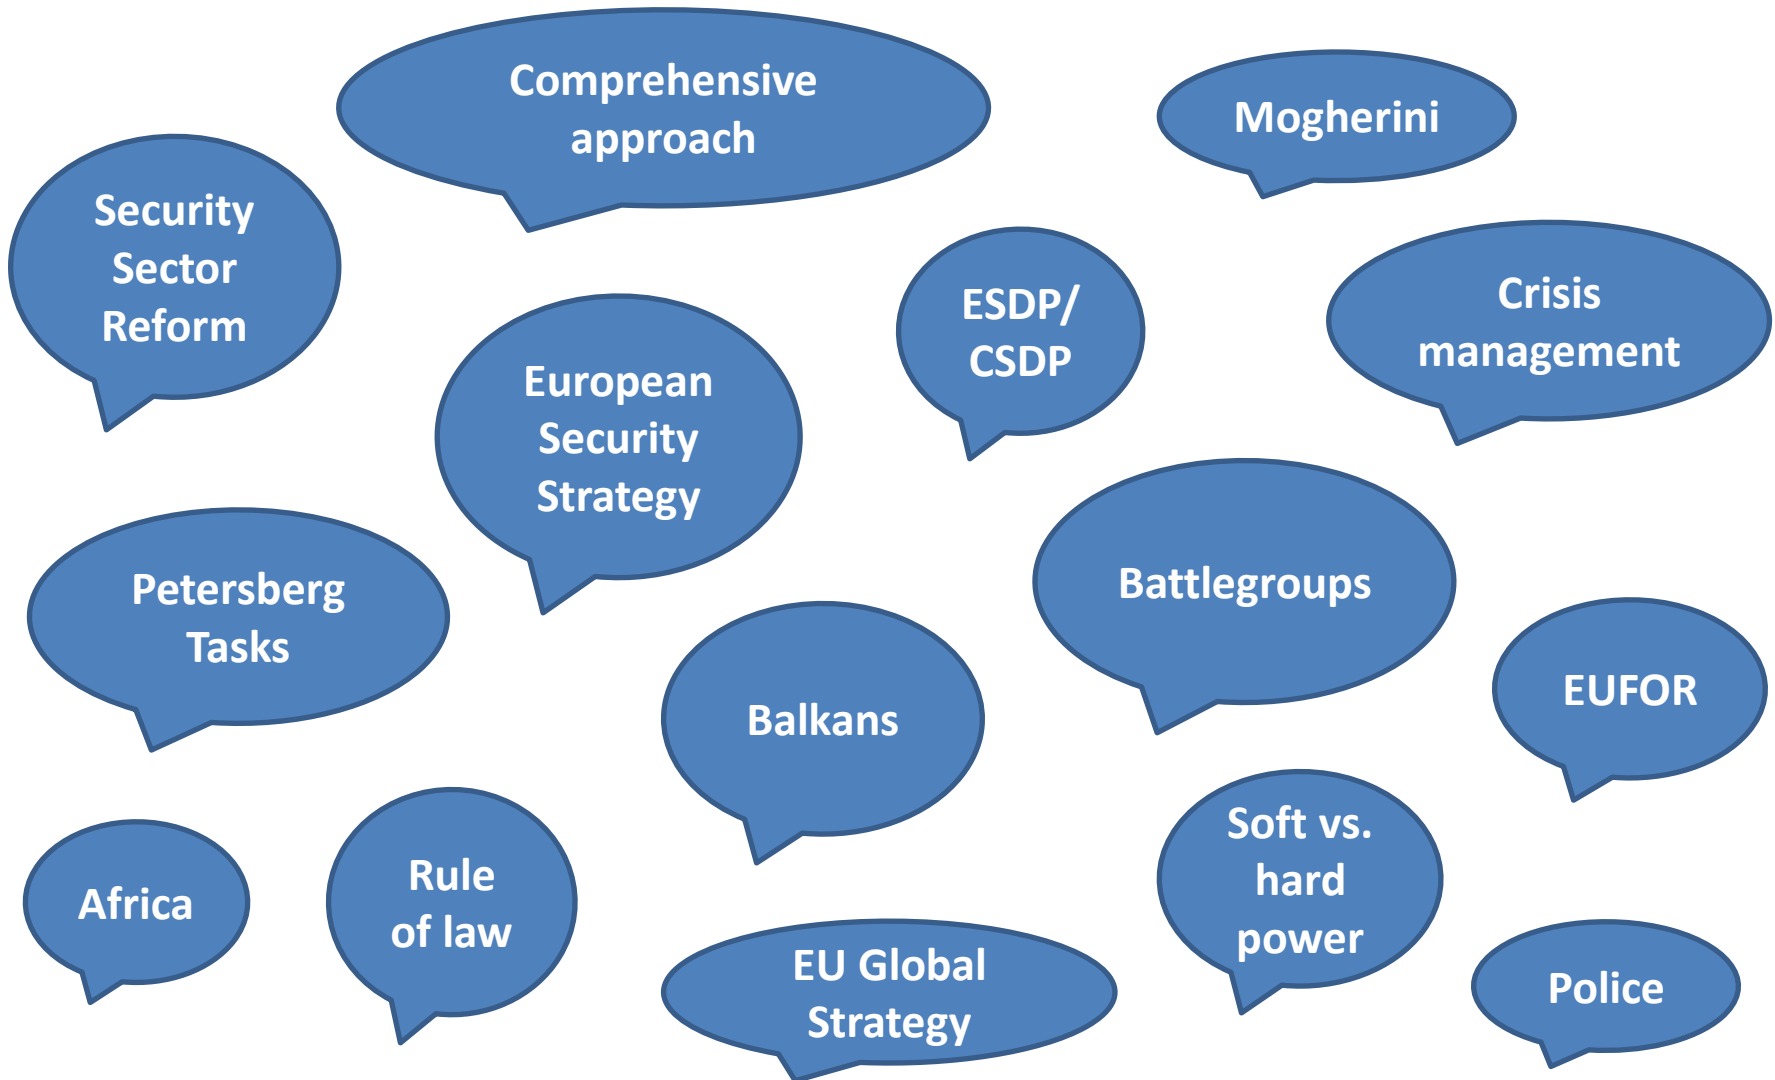 Comprehensive
approach
Mogherini
Security
Sector
Reform
ESDP/
CSDP
Crisis
management
European
Security
Strategy
Petersberg
Tasks
Battlegroups
Balkans
EUFOR
Africa
Rule
of law
Soft vs.
hard
power
EU Global
Strategy
Police